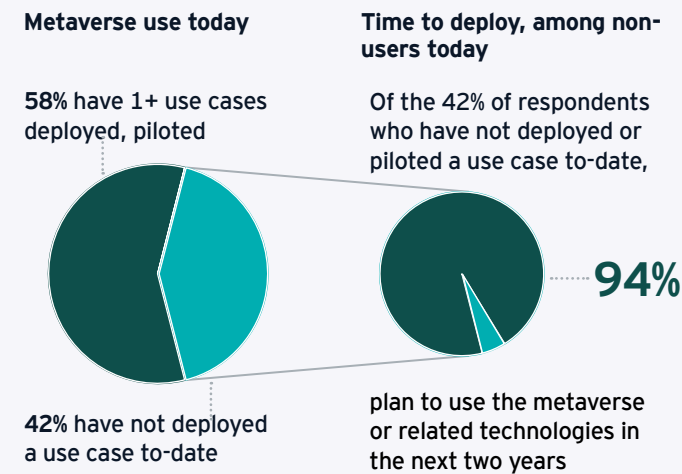 Metaverse use today
58% have 1+ use cases
deployed, piloted
42% have not deployed
a use case to-date
Time to deploy, among non-
users today
Of the 42% of respondents
who have not deployed or
piloted a use case to-date,
94%
plan to use the metaverse
or related technologies in
the next two years